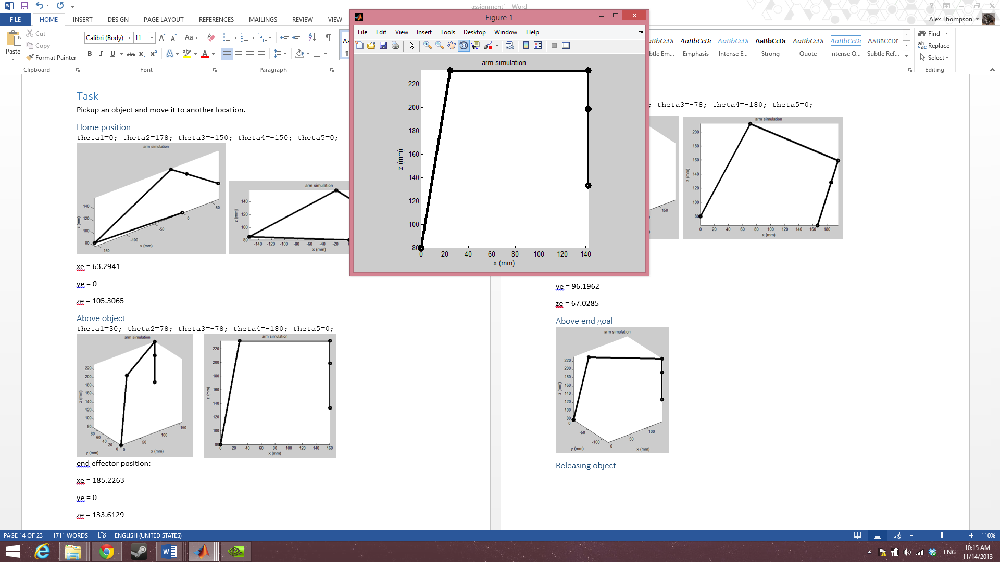 assignment1 - Word
FILE HOME INSERT DESIGN PAGE LAYOUT REFERENCES MAILINGS REVIEW VIEW
Alex Thompson
Paste
Cut
Copy
Format Painter
Clipboard
Calibri (Body) 11
Font
Paragraph
Emphasis
Intense E...
Strong
Quote
Intense Q...
Subtle Ref...
Find
Replace
Select
Editing
Figure 1
File Edit View Insert Tools Desktop Window Help
arm simulation
220
200
180
160
140
120
100
80
z (mm)
0 20 40 60 80 100 120 140
x (mm)
Task
Pickup an object and move it to another location.
Home position
theta1=0; theta2=178; theta3=-150; theta4=-150; theta5=0;
arm simulation
140
120
100
80
z (mm)
-150 -100 -50 0 50
x (mm)
arm simulation
140
120
100
80
z (mm)
-140 -120 -100 -80 -60 -40 -20
x (mm)
xe = 63.2941
ye = 0
ze = 105.3065
Above object
theta1=30; theta2=78; theta3=-78; theta4=-180; theta5=0;
arm simulation
220
200
180
160
140
120
100
80
z (mm)
80 60 40 20 0
y (mm)
0 50 100 150
x (mm)
arm simulation
220
200
180
160
140
120
100
80
z (mm)
0 20 40 60 80 100 120 140 160
x (mm)
end effector position:
xe = 185.2263
ye = 0
ze = 133.6129
; theta3=-78; theta4=-180; theta5=0;
150
arm simulation
200
180
160
140
120
100
80
z (mm)
0 20 40 60 80 100 120 140 160 180
x (mm)
ye = 96.1962
ze = 67.0285
Above end goal
arm simulation
220
200
180
160
140
120
100
80
z (mm)
0 -50 -100
y (mm)
0 50 100
x (mm)
Releasing object
PAGE 14 OF 23 1711 WORDS ENGLISH (UNITED STATES)
110%
ENG
10:15 AM
11/14/2013